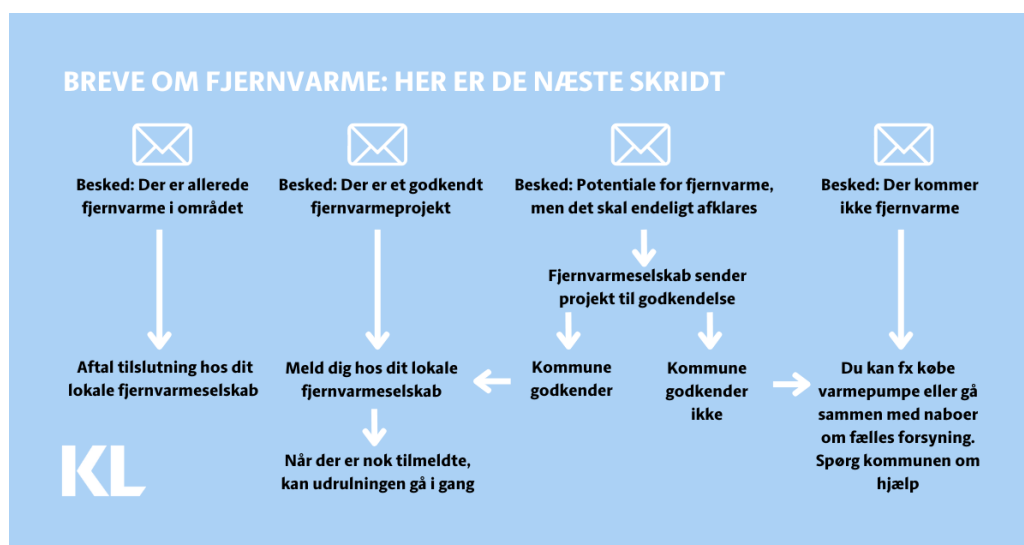 BREVE OM FJERNVARME: HER ER DE NÆSTE SKRIDT
Besked: Der er allerede
fjernvarme i området
Aftal tilslutning hos dit
lokale fjernvarmeselskab
Besked: Der er et godkendt
fjernvarmeprojekt
Meld dig hos dit lokale
fjernvarmeselskab
Når der er nok tilmeldte,
kan udrulningen gå i gang
Besked: Potentiale for fjernvarme,
men det skal endeligt afklares
Fjernvarmeselskab sender
projekt til godkendelse
Kommune
godkender
Kommune
godkender
ikke
Besked: Der kommer
ikke fjernvarme
Du kan fx købe
varmepumpe eller gå
sammen med naboer
om fælles forsyning.
Spørg kommunen om
hjælp
KL